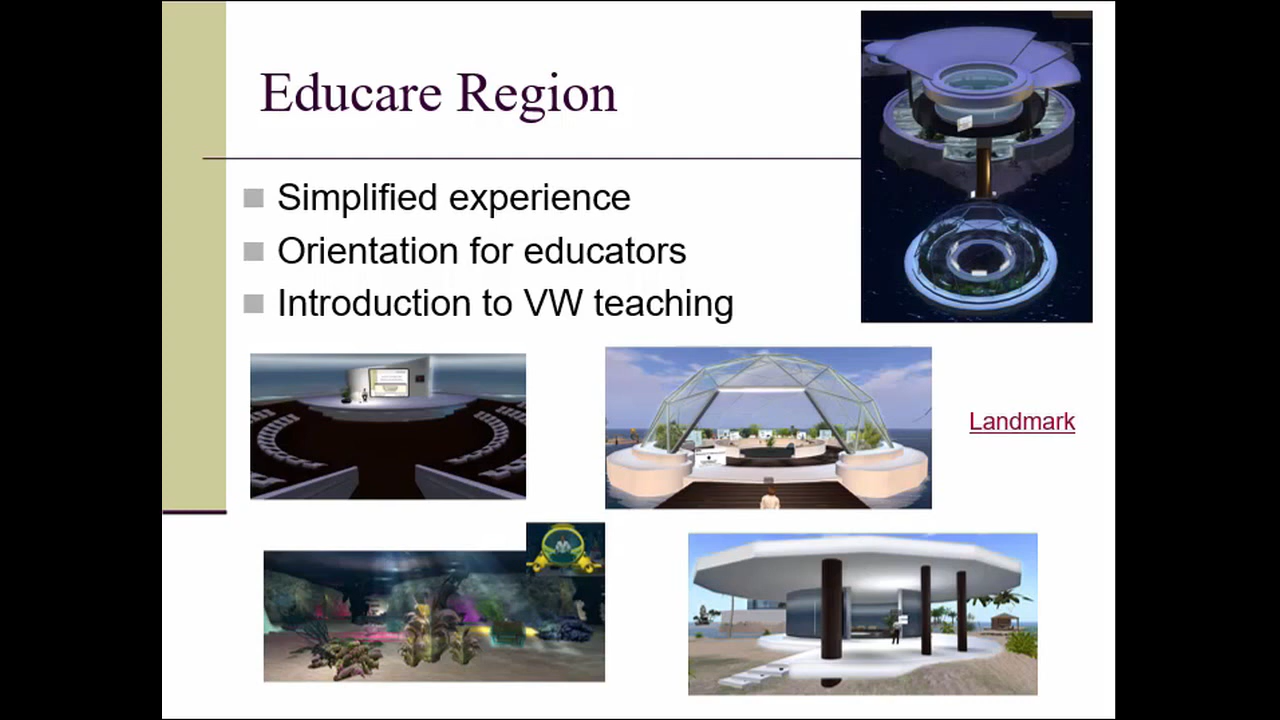 Educare Region
Simplified experience
Orientation for educators
Introduction to VW teaching
Landmark